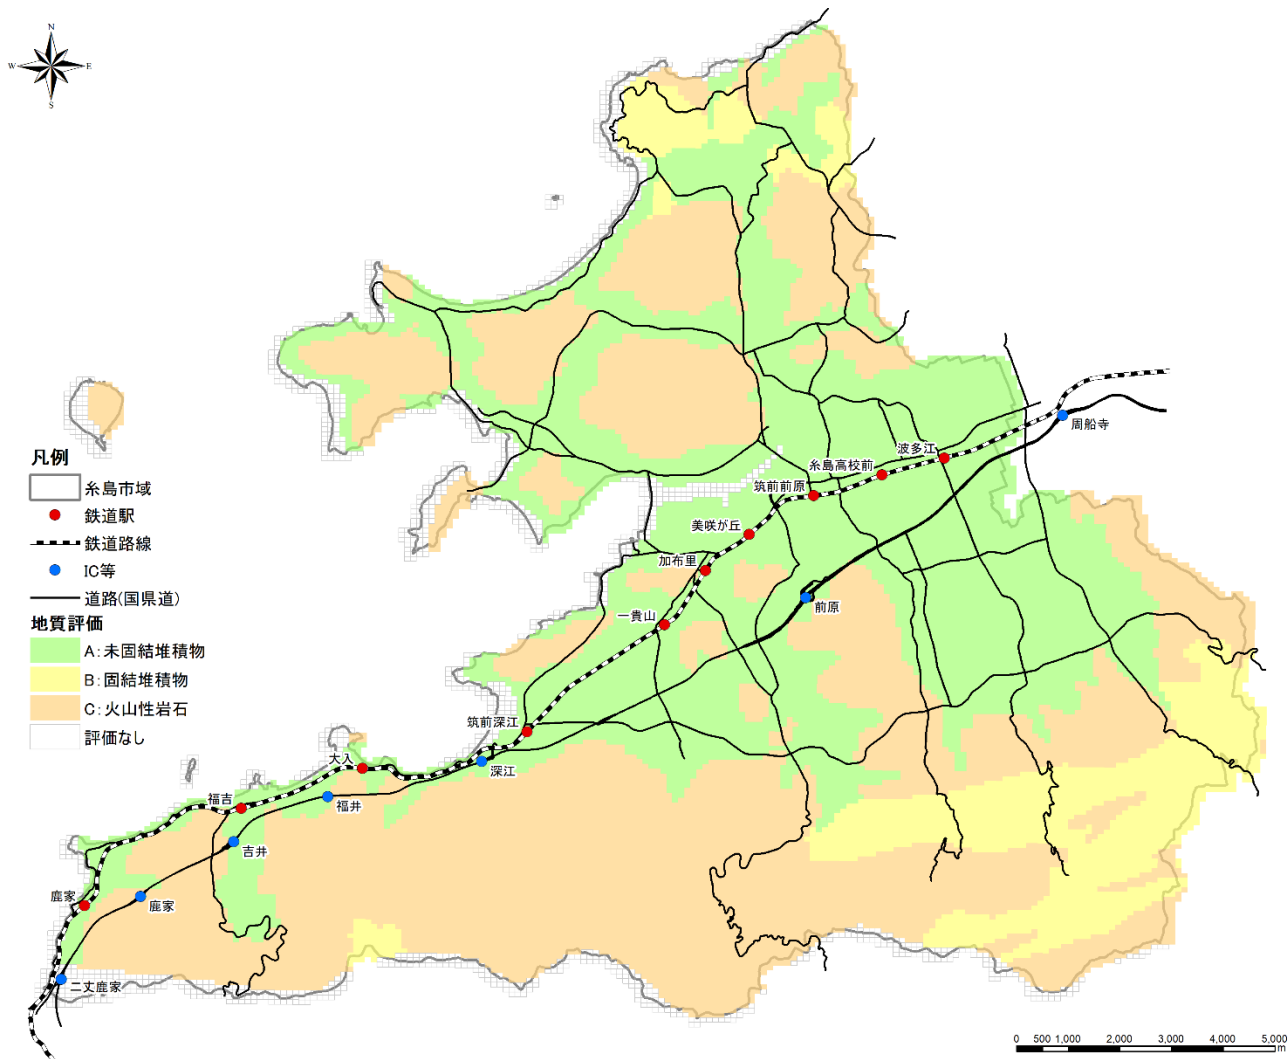 N
W
E
S
凡例
糸島市域
鉄道駅
鉄道路線
IC等
道路(国県道)
地質評価
A:未固結堆積物
B:固結堆積物
C:火山性岩石
評価なし
周船寺
波多江
糸島高校前
筑前前原
美咲が丘
加布里
前原
一貴山
筑前深江
深江
大入
福井
福吉
吉井
鹿家
鹿家
二丈鹿家
0 500 1,000 2,000 3,000 4,000 5,000
m